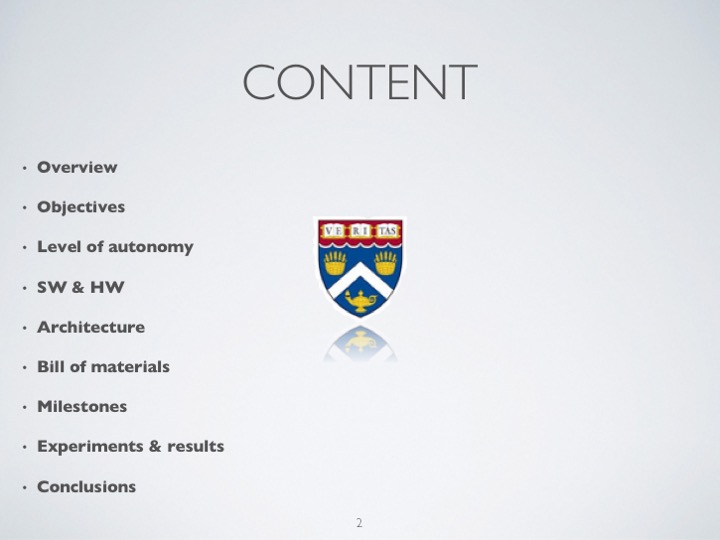 CONTENT
• Overview
• Objectives
• Level of autonomy
• SW & HW
• Architecture
• Bill of materials
• Milestones
• Experiments & results
• Conclusions
VE RI TAS
2